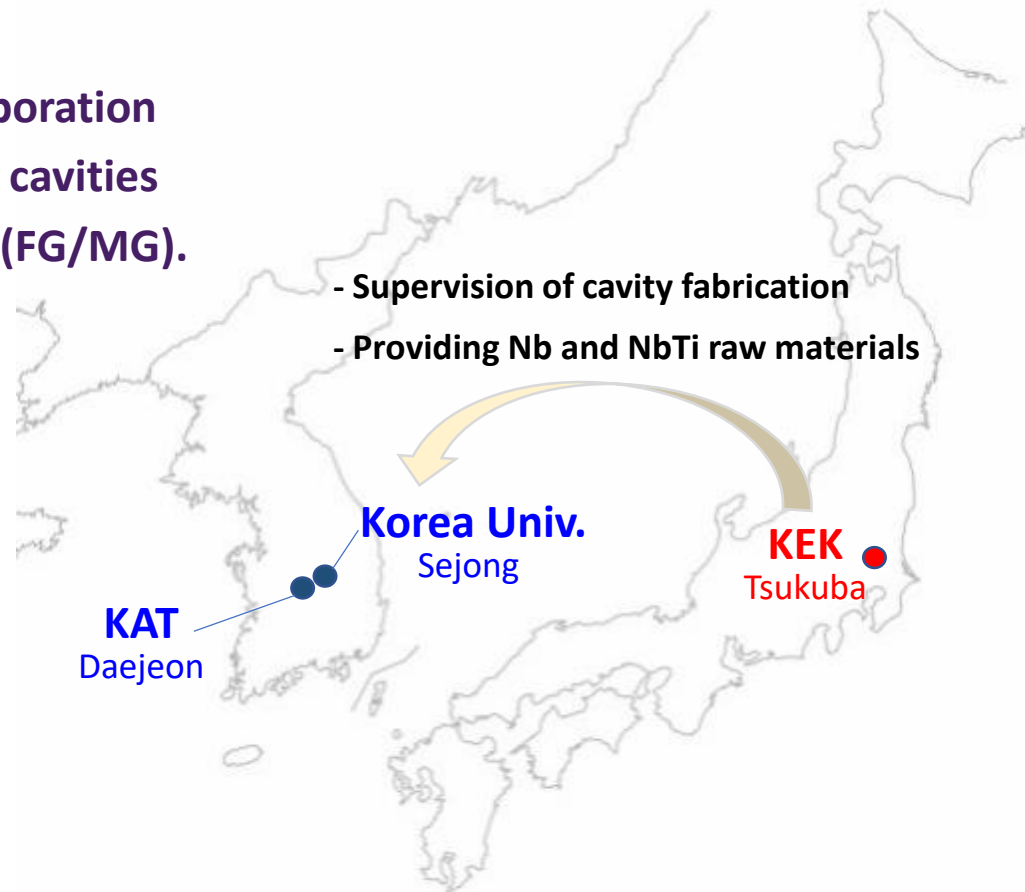 poration
cavities
(FG/MG).
- Supervision of cavity fabrication
- Providing Nb and NbTi raw materials
Korea Univ.
Sejong
KEK
Tsukuba
KAT
Daejeon